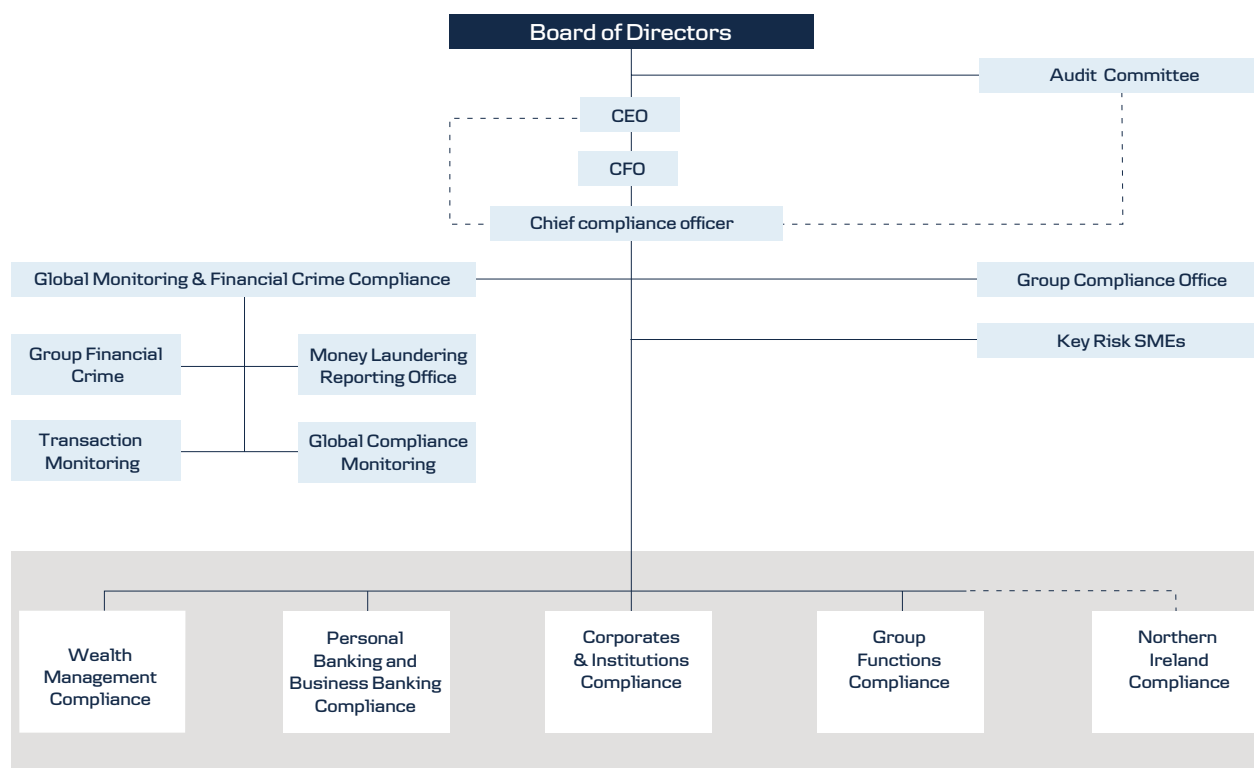 Board of Directors
Audit Committee
CEO
CFO
Chief compliance officer
Global Monitoring & Financial Crime Compliance
Group Compliance Office
Key Risk SMEs
Group Financial
Crime
Money Laundering
Reporting Office
Transaction
Monitoring
Global Compliance
Monitoring
Wealth
Management
Compliance
Personal
Banking and
Business Banking
Compliance
Corporates
& Institutions
Compliance
Group
Functions
Compliance
Northern
Ireland
Compliance